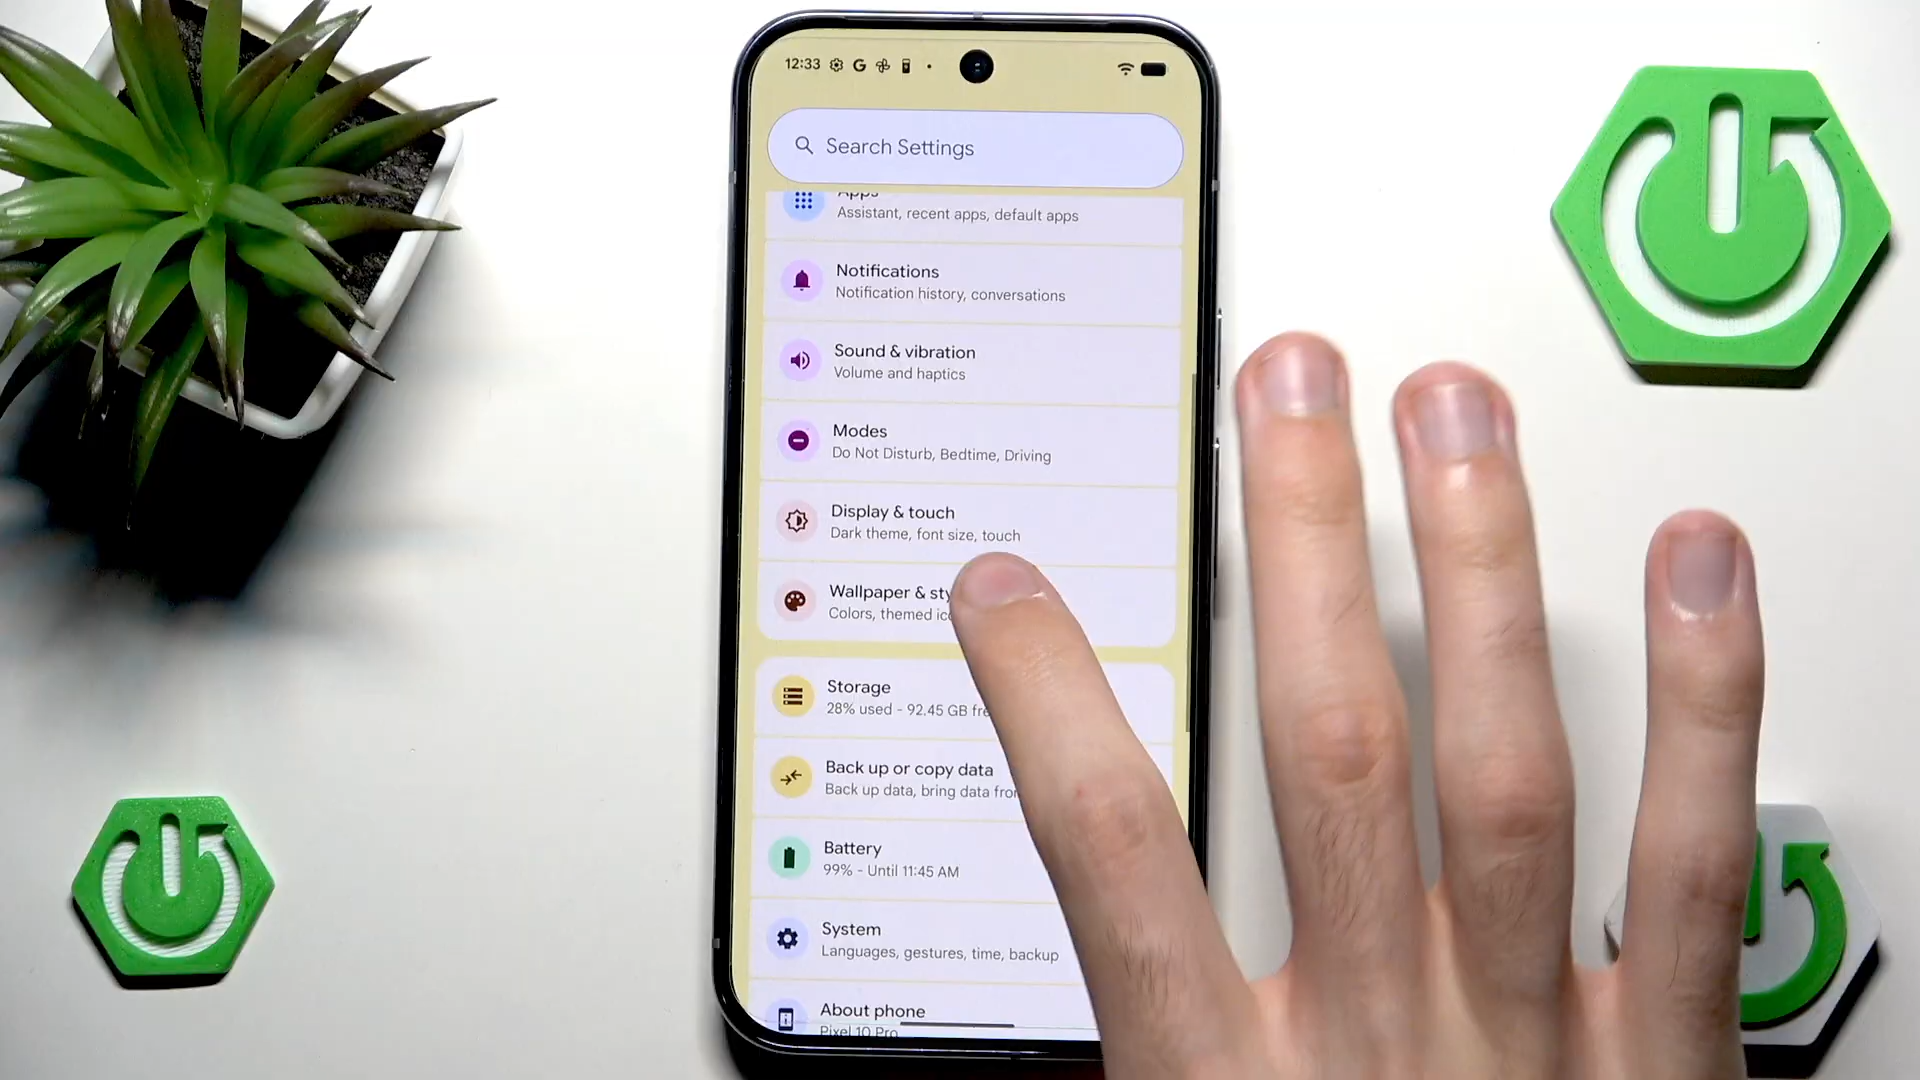 12:33
Search Settings
Apps
Assistant, recent apps, default apps
Notifications
Notification history, conversations
Sound & vibration
Volume and haptics
Modes
Do Not Disturb, Bedtime, Driving
Display & touch
Dark theme, font size, touch
Wallpaper & sty
Colors, themed ic
Storage
28% used - 92.45 GB fre
Back up or copy data
Back up data, bring data from
Battery
99% - Until 11:45 AM
System
Languages, gestures, time, backup
About phone
Pixel 10 Pro